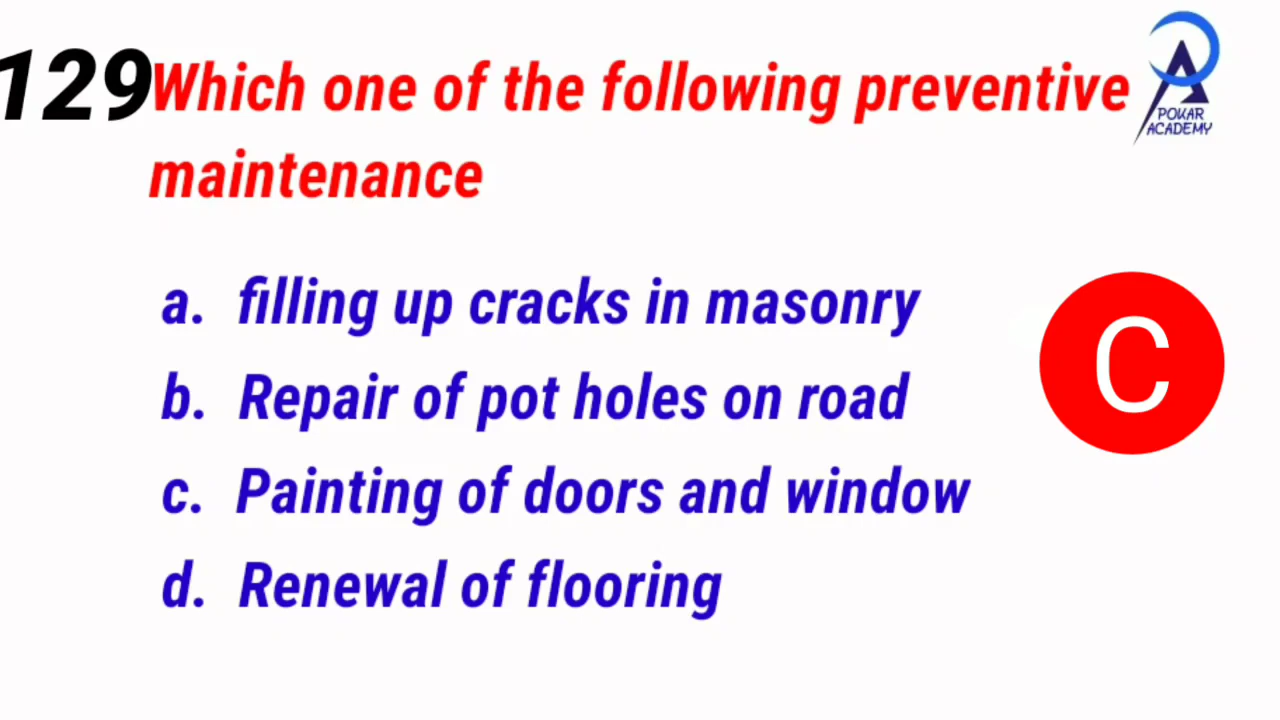 129
Which one of the following preventive
maintenance
POKAR
ACADEMY
a. filling up cracks in masonry
b. Repair of pot holes on road
c. Painting of doors and window
d. Renewal of flooring
C